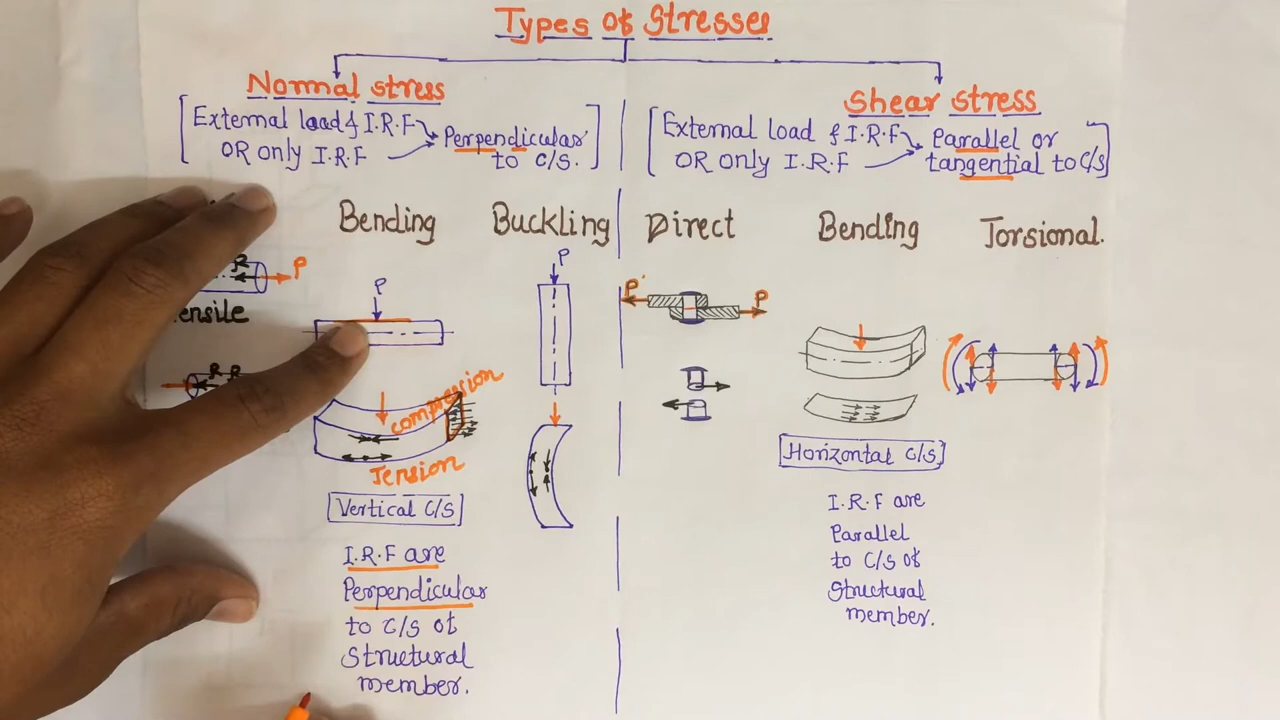 Types of Stresses
Normal stress
External load & I.R.F
OR only I.R.F
Perpendicular
to C/S.
Shear stress
External load & I.R.F
OR only I.R.F
Parallel or
tangential to C/S
Bending
Buckling
Direct
Bending
Torsional.
R
P
P
P
P
P
R R
compression
Tension
Vertical C/S
I.R.F are
Perpendicular
to C/S of
Structural
member.
Horizontal C/S
I.R.F are
Parallel
to C/S of
Structural
member.